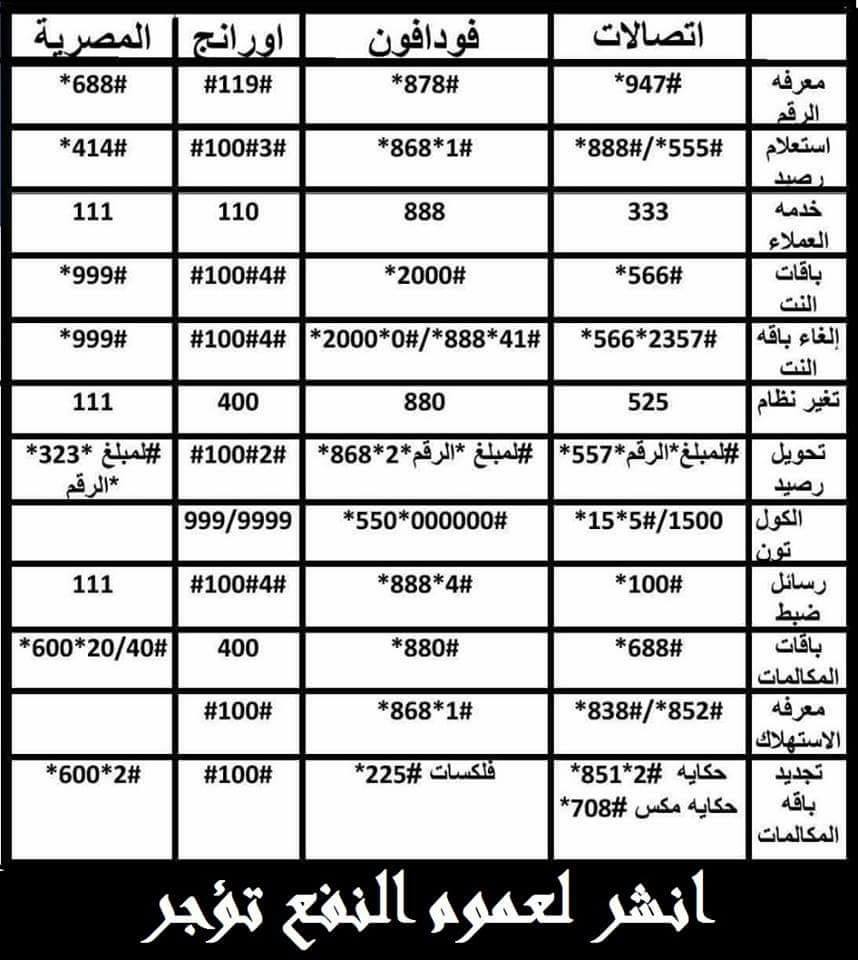 اتصالات فودافون اورانج المصرية
معرفه الرقم *947# *878# #119# *688#
استعلام رصيد *888#/*555# *868*1# #100#3# *414#
خدمه العملاء 333 888 110 111
باقات النت *566# *2000# #100#4# *999#
إلغاء باقه النت *566*2357# *2000*0#/*888*41# #100#4# *999#
تغير نظام 525 880 400 111
تحويل رصيد *557*الرقم*لمبلغ# *868*2*الرقم* لمبلغ# #100#2# *323* لمبلغ#
*الرقم
الكول تون *15*5#/1500 *550*000000# 999/9999
رسائل ضبط *100# *888*4# #100#4# 111
باقات المكالمات *688# *880# 400 *600*20/40#
معرفه الاستهلاك *838#/*852# *868*1# #100#
تجديد باقه المكالمات حكايه *851*2# فلكسات *225# #100# *600*2#
حكايه مكس *708#
انشر لعموم النفع تؤجر